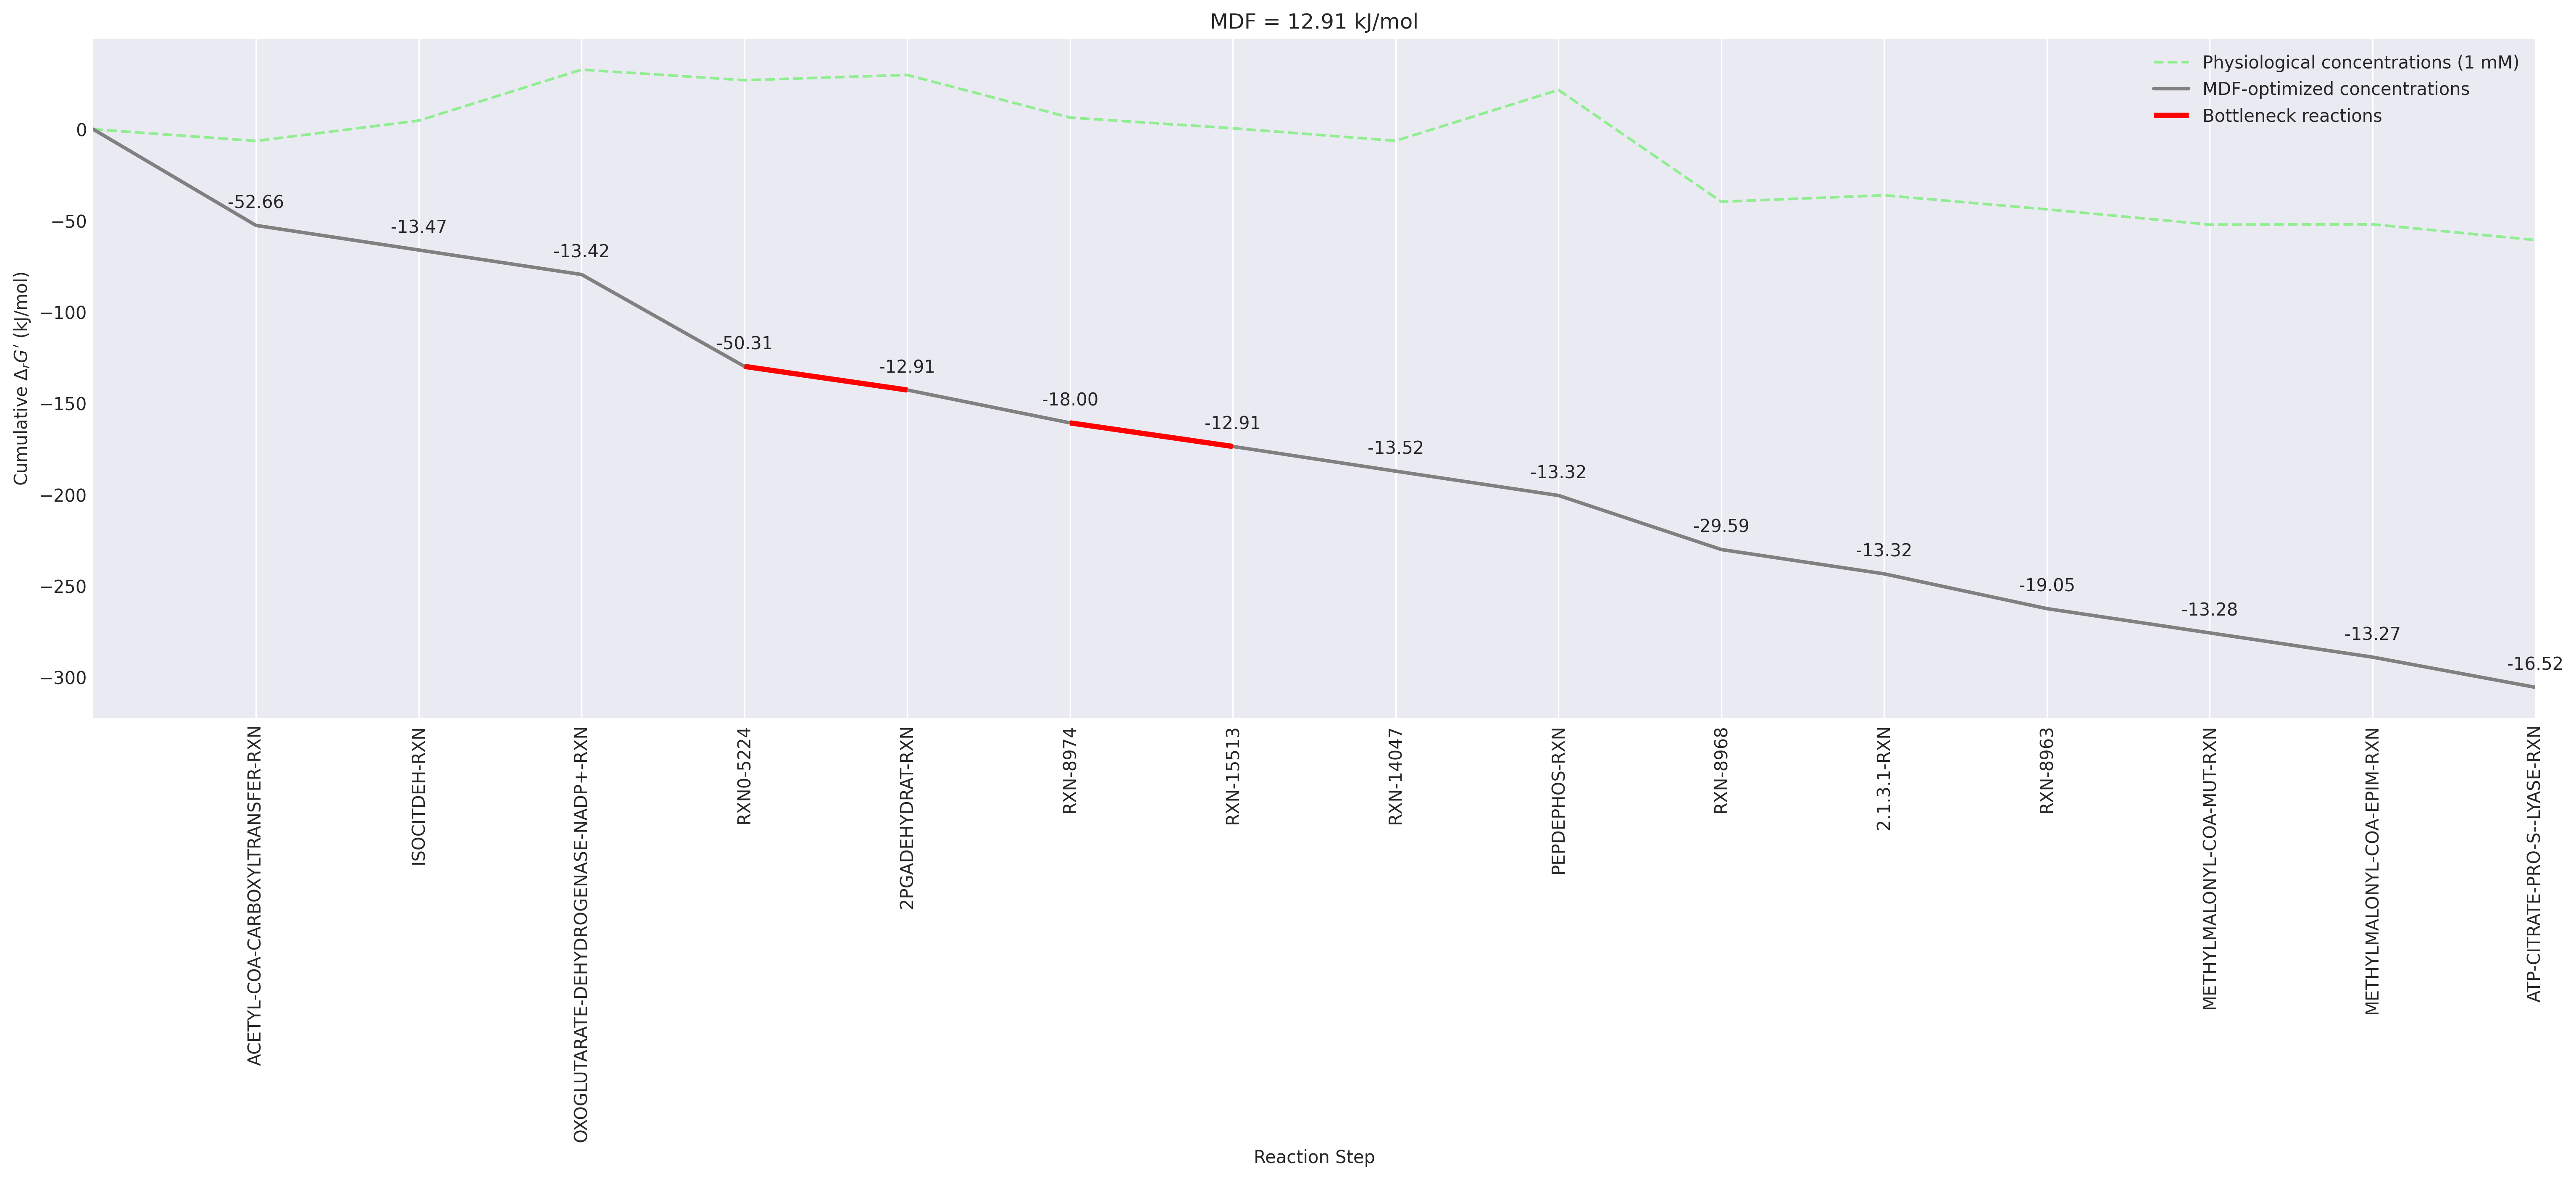 MDF = 12.91 kJ/mol
Physiological concentrations (1 mM)
MDF-optimized concentrations
Bottleneck reactions
Cumulative ΔrG′ (kJ/mol)
0
−50
−100
−150
−200
−250
−300
-52.66
-13.47
-13.42
-50.31
-12.91
-18.00
-12.91
-13.52
-13.32
-29.59
-13.32
-19.05
-13.28
-13.27
-16.52
ACETYL-COA-CARBOXYLTRANSFER-RXN
ISOCITDEH-RXN
OXOGLUTARATE-DEHYDROGENASE-NADP+-RXN
RXN0-5224
2PGADEHYDRAT-RXN
RXN-8974
RXN-15513
RXN-14047
PEPDEPHOS-RXN
RXN-8968
2.1.3.1-RXN
RXN-8963
METHYLMALONYL-COA-MUT-RXN
METHYLMALONYL-COA-EPIM-RXN
ATP-CITRATE-PRO-S--LYASE-RXN
Reaction Step